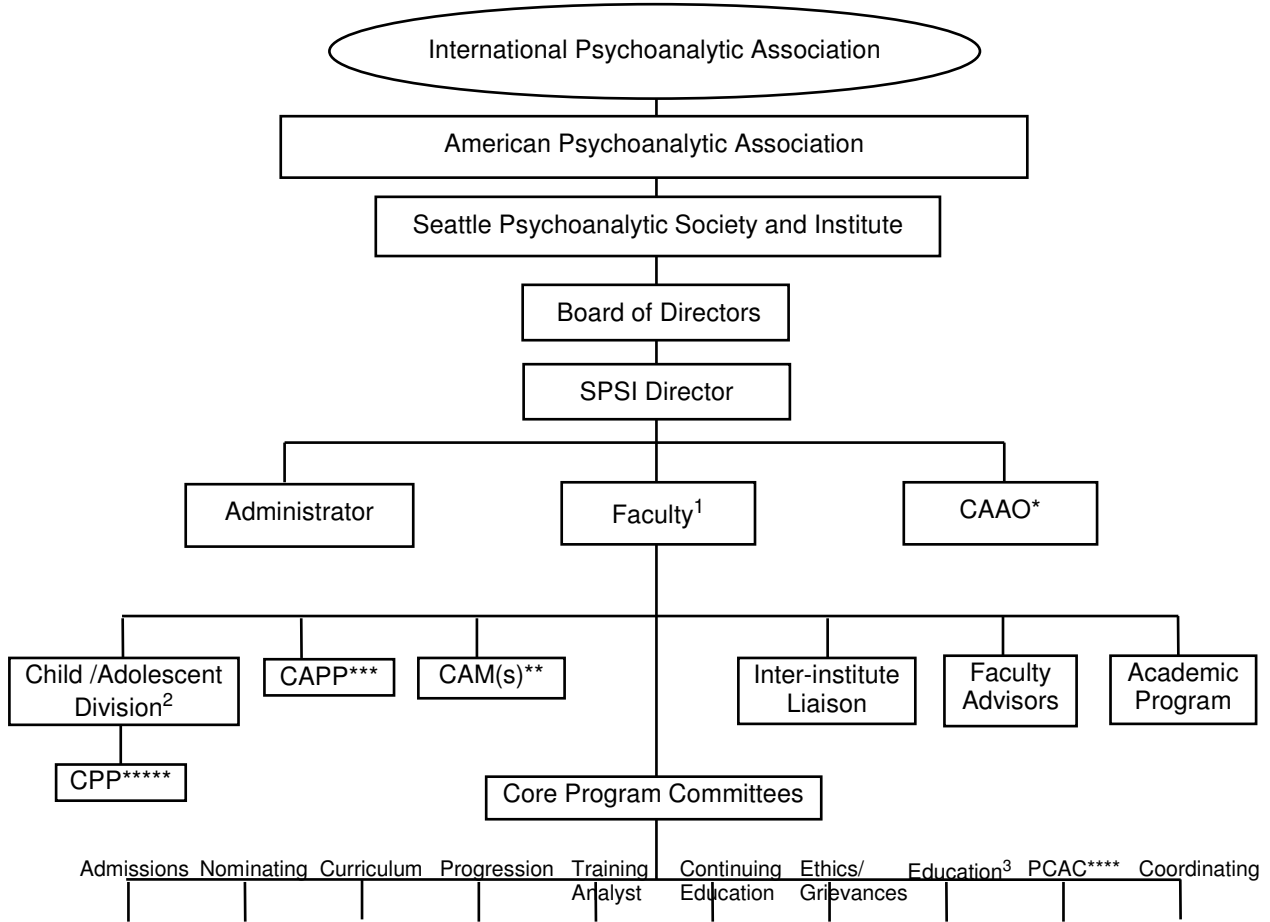 International Psychoanalytic Association
American Psychoanalytic Association
Seattle Psychoanalytic Society and Institute
Board of Directors
SPSI Director
Administrator
Faculty1
CAAO*
Child /Adolescent
Division2
CAPP***
CAM(s)**
Inter-institute
Liaison
Faculty
Advisors
Academic
Program
CPP*****
Core Program Committees
Admissions
Nominating
Curriculum
Progression
Training
Analyst
Continuing
Education
Ethics/
Grievances
Education3
PCAC****
Coordinating